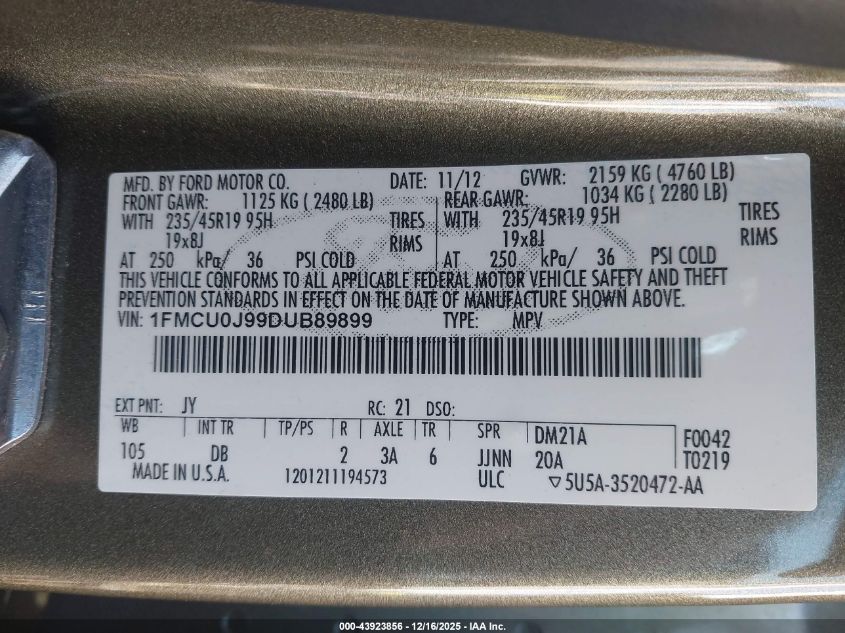 MFD. BY FORD MOTOR CO. DATE: 11/12 GVWR: 2159 KG ( 4760 LB)
FRONT GAWR: 1125 KG ( 2480 LB) REAR GAWR: 1034 KG ( 2280 LB)
WITH 235/45R19 95H TIRES WITH 235/45R19 95H TIRES
19x8J RIMS 19x8J RIMS
AT 250 kPa/ 36 PSI COLD AT 250 kPa/ 36 PSI COLD
THIS VEHICLE CONFORMS TO ALL APPLICABLE FEDERAL MOTOR VEHICLE SAFETY AND THEFT
PREVENTION STANDARDS IN EFFECT ON THE DATE OF MANUFACTURE SHOWN ABOVE.
VIN: 1FMCU0J99DUB89899 TYPE: MPV
EXT PNT: JY RC: 21 DSO:
WB INT TR TP/PS R AXLE TR SPR DM21A F0042
105 DB 2 3A 6 JJNN 20A T0219
MADE IN U.S.A. 1201211194573 ULC ▽5U5A-3520472-AA
000-43923856 - 12/16/2025 - IAA Inc.